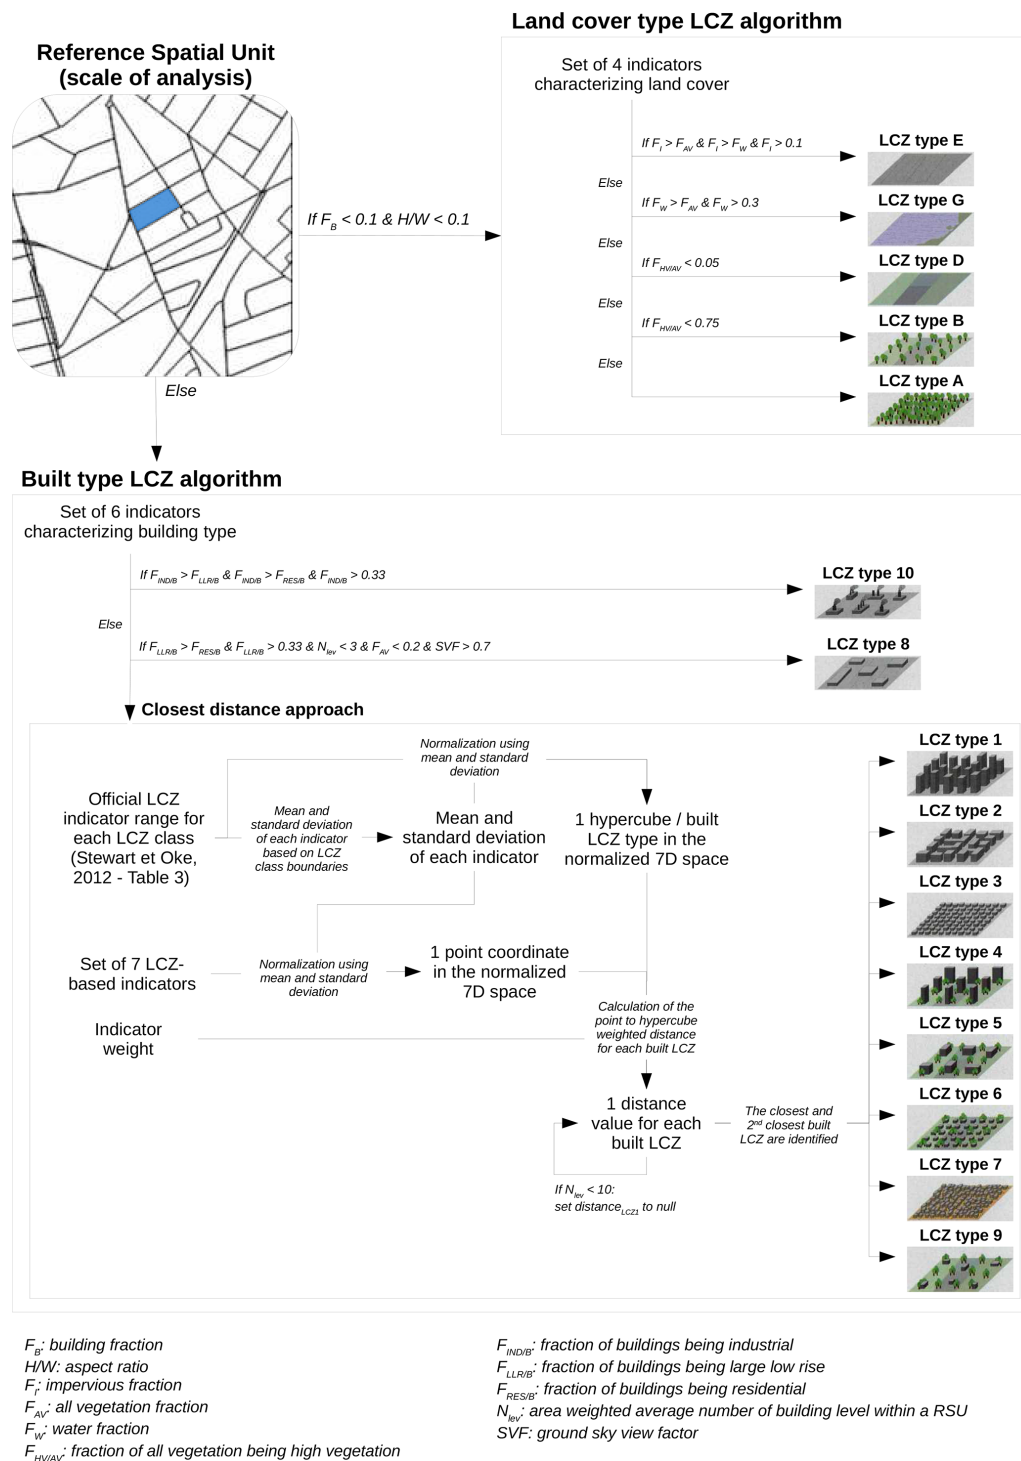 Land cover type LCZ algorithm
Reference Spatial Unit
(scale of analysis)
Set of 4 indicators
characterizing land cover
If F_I > F_AV & F_I > F_W & F_I > 0.1
LCZ type E
Else
If F_W > F_AV & F_W > 0.3
LCZ type G
If F_B < 0.1 & H/W < 0.1
Else
If F_HV/AV < 0.05
LCZ type D
Else
If F_HV/AV < 0.75
LCZ type B
Else
LCZ type A
Else
Built type LCZ algorithm
Set of 6 indicators
characterizing building type
If F_IND/B > F_LLR/B & F_IND/B > F_RES/B & F_IND/B > 0.33
LCZ type 10
Else
If F_LLR/B > F_RES/B & F_LLR/B > 0.33 & N_lev < 3 & F_AV < 0.2 & SVF > 0.7
LCZ type 8
Closest distance approach
Normalization using
mean and standard
deviation
Official LCZ
indicator range for
each LCZ class
(Stewart et Oke,
2012 - Table 3)
Mean and
standard deviation
of each indicator
based on LCZ
class boundaries
Mean and
standard deviation
of each indicator
1 hypercube / built
LCZ type in the
normalized 7D space
Set of 7 LCZ-
based indicators
Normalization using
mean and standard
deviation
1 point coordinate
in the normalized
7D space
Indicator
weight
Calculation of the
point to hypercube
weighted distance
for each built LCZ
1 distance
value for each
built LCZ
The closest and
2nd closest built
LCZ are identified
If N_lev < 10:
set distance_LCZ1 to null
LCZ type 1
LCZ type 2
LCZ type 3
LCZ type 4
LCZ type 5
LCZ type 6
LCZ type 7
LCZ type 9
F_B: building fraction
H/W: aspect ratio
F_I: impervious fraction
F_AV: all vegetation fraction
F_W: water fraction
F_HV/AV: fraction of all vegetation being high vegetation
F_IND/B: fraction of buildings being industrial
F_LLR/B: fraction of buildings being large low rise
F_RES/B: fraction of buildings being residential
N_lev: area weighted average number of building level within a RSU
SVF: ground sky view factor